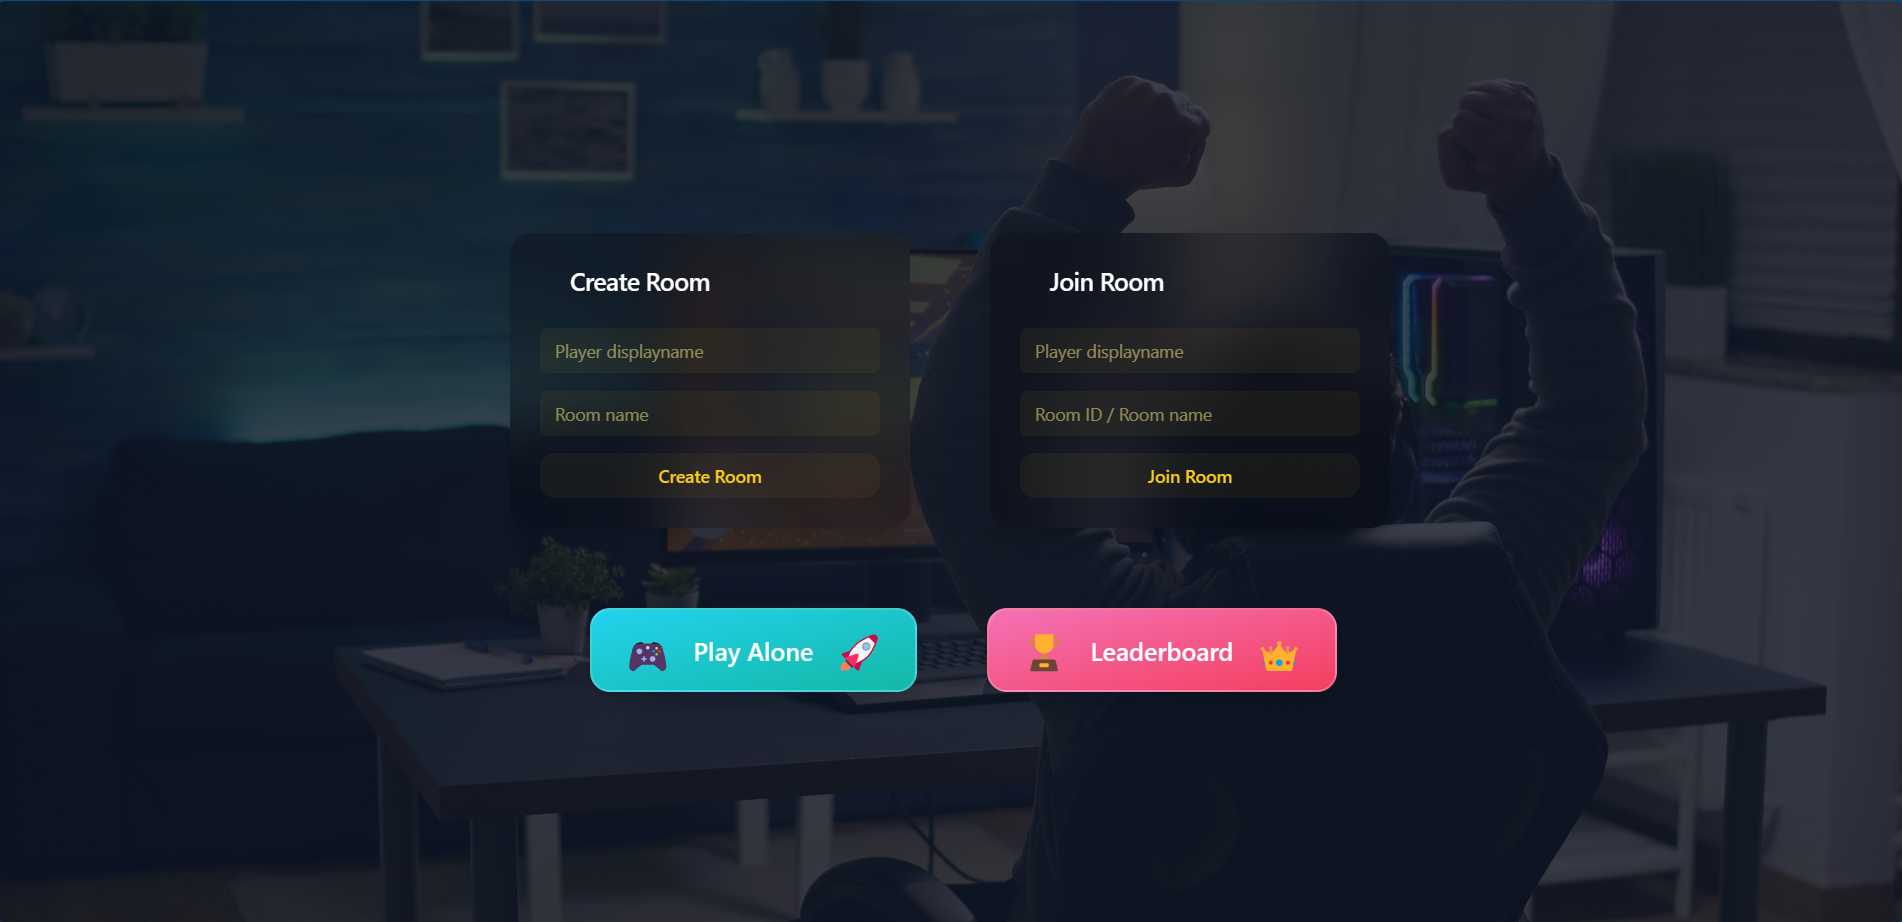 Create Room
Player displayname
Room name
Create Room
Join Room
Player displayname
Room ID / Room name
Join Room
Play Alone
Leaderboard